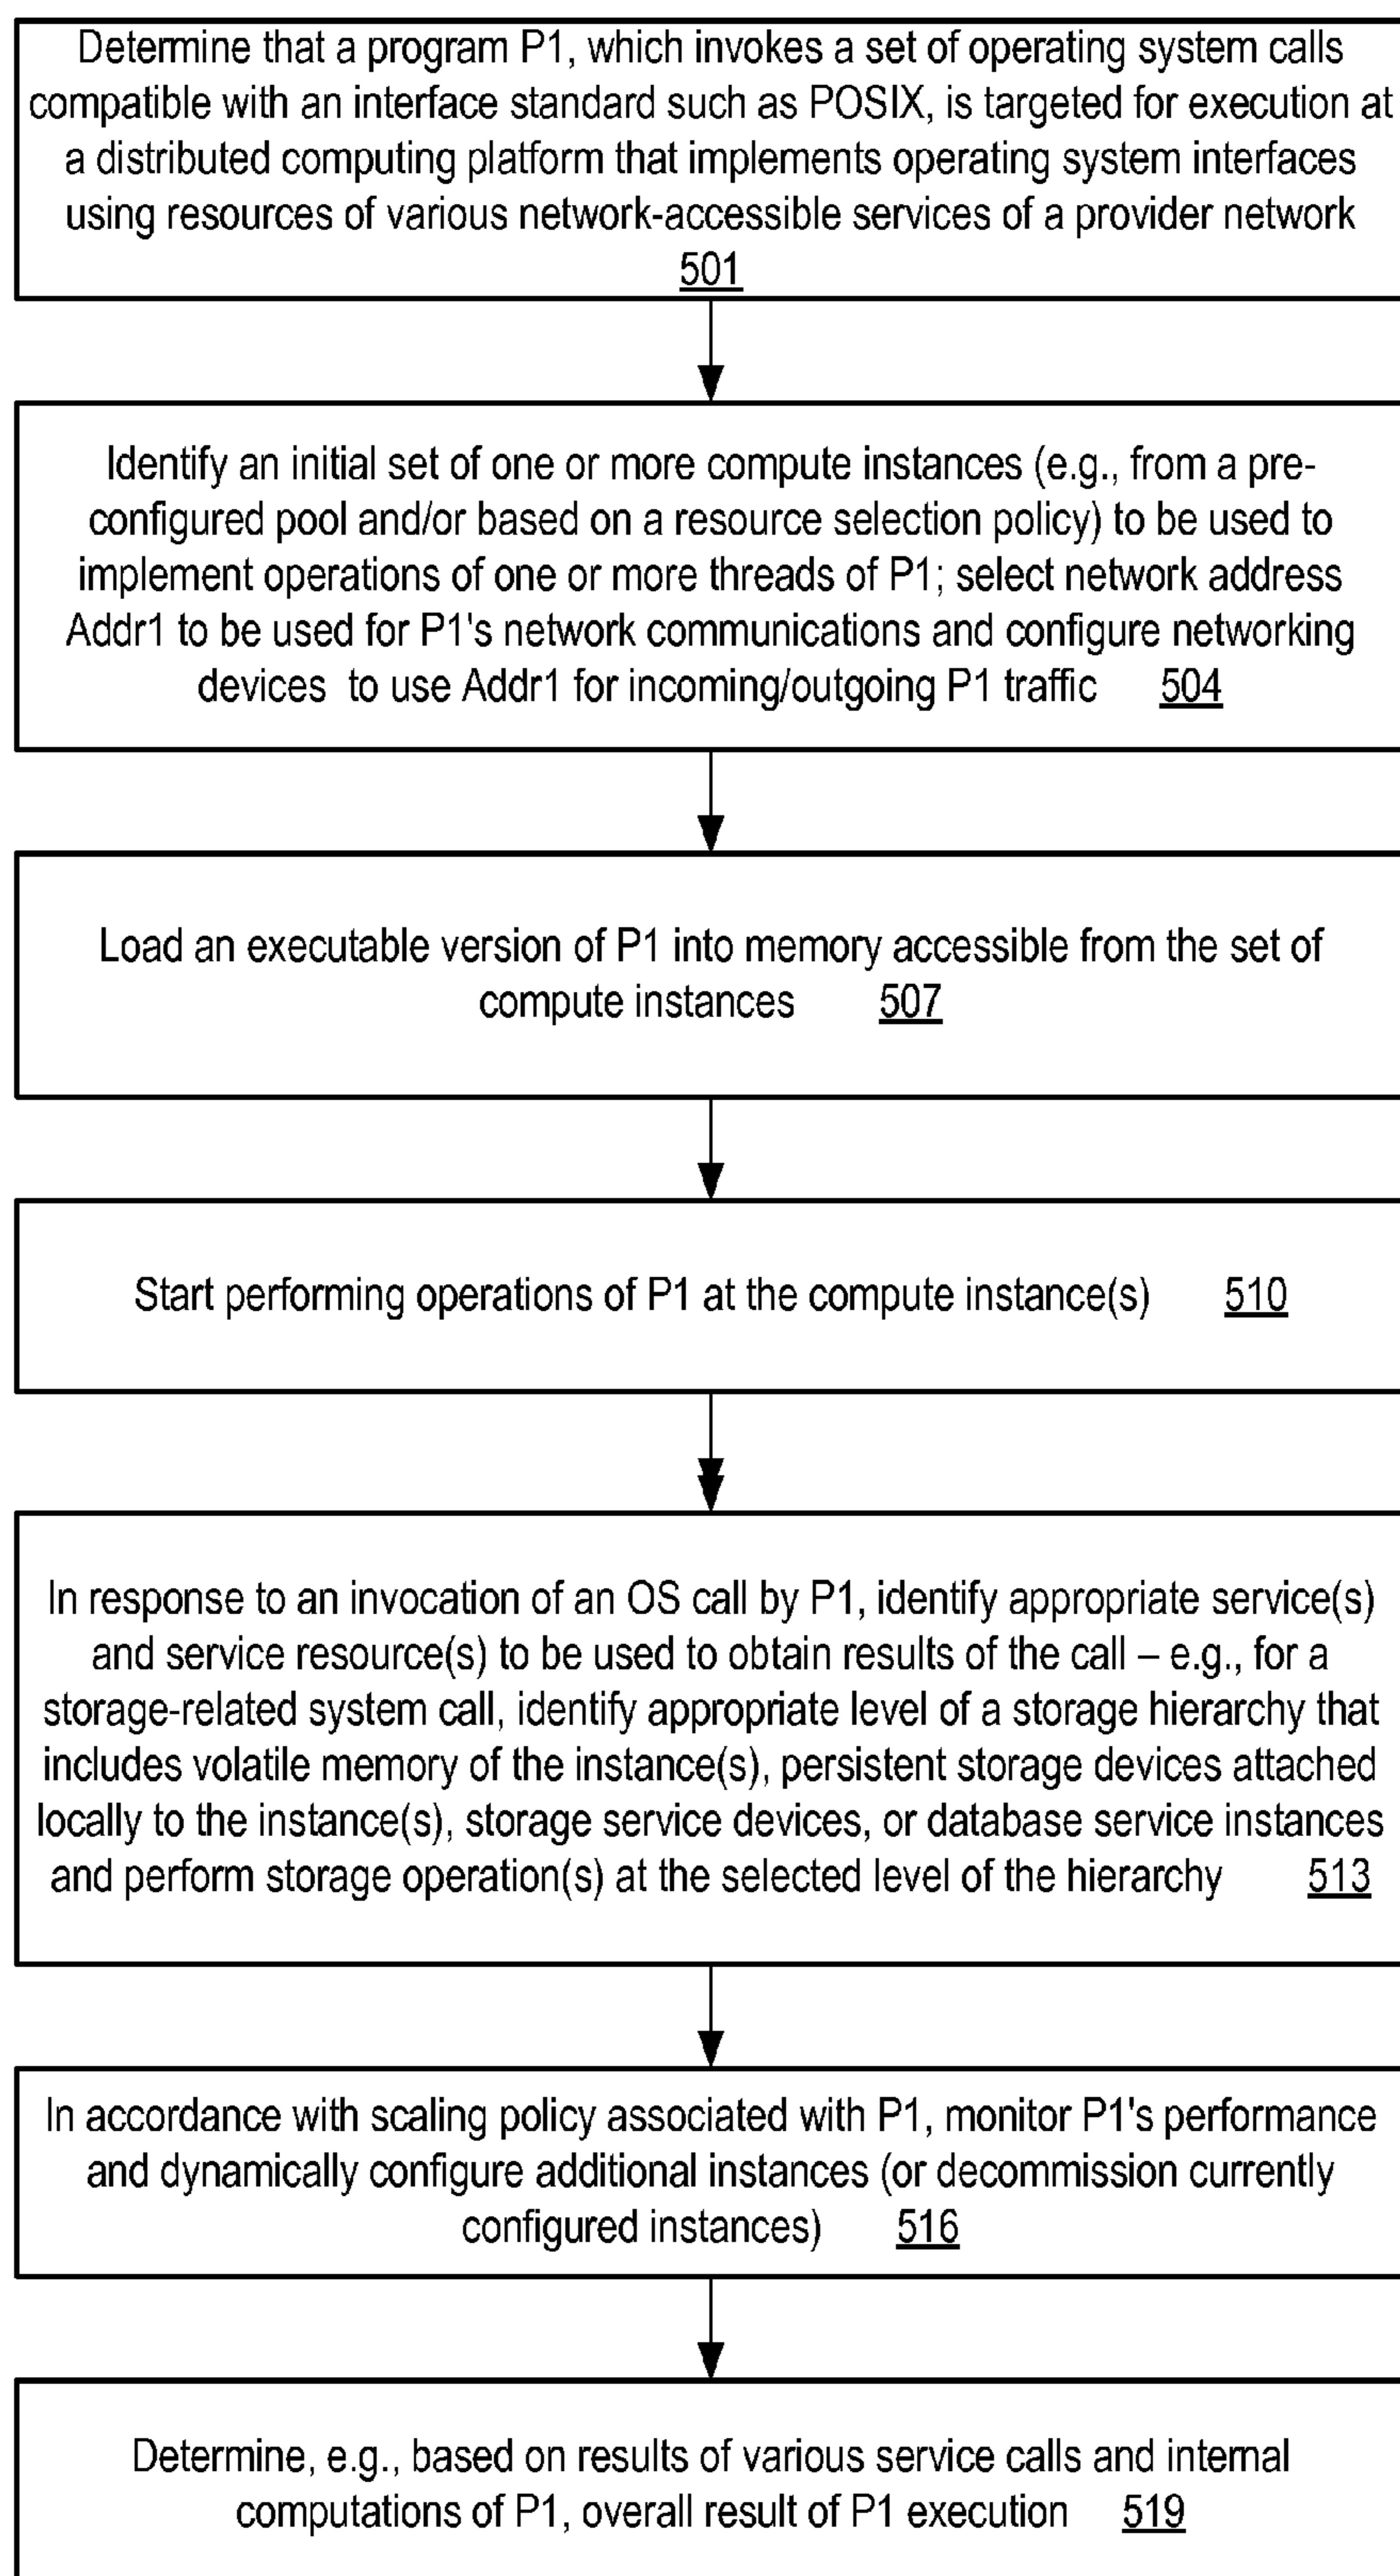 Determine that a program P1, which invokes a set of operating system calls
compatible with an interface standard such as POSIX, is targeted for execution at
a distributed computing platform that implements operating system interfaces
using resources of various network-accessible services of a provider network
501
Identify an initial set of one or more compute instances (e.g., from a pre-
configured pool and/or based on a resource selection policy) to be used to
implement operations of one or more threads of P1; select network address
Addr1 to be used for P1's network communications and configure networking
devices to use Addr1 for incoming/outgoing P1 traffic 504
Load an executable version of P1 into memory accessible from the set of
compute instances 507
Start performing operations of P1 at the compute instance(s) 510
In response to an invocation of an OS call by P1, identify appropriate service(s)
and service resource(s) to be used to obtain results of the call – e.g., for a
storage-related system call, identify appropriate level of a storage hierarchy that
includes volatile memory of the instance(s), persistent storage devices attached
locally to the instance(s), storage service devices, or database service instances
and perform storage operation(s) at the selected level of the hierarchy 513
In accordance with scaling policy associated with P1, monitor P1's performance
and dynamically configure additional instances (or decommission currently
configured instances) 516
Determine, e.g., based on results of various service calls and internal
computations of P1, overall result of P1 execution 519